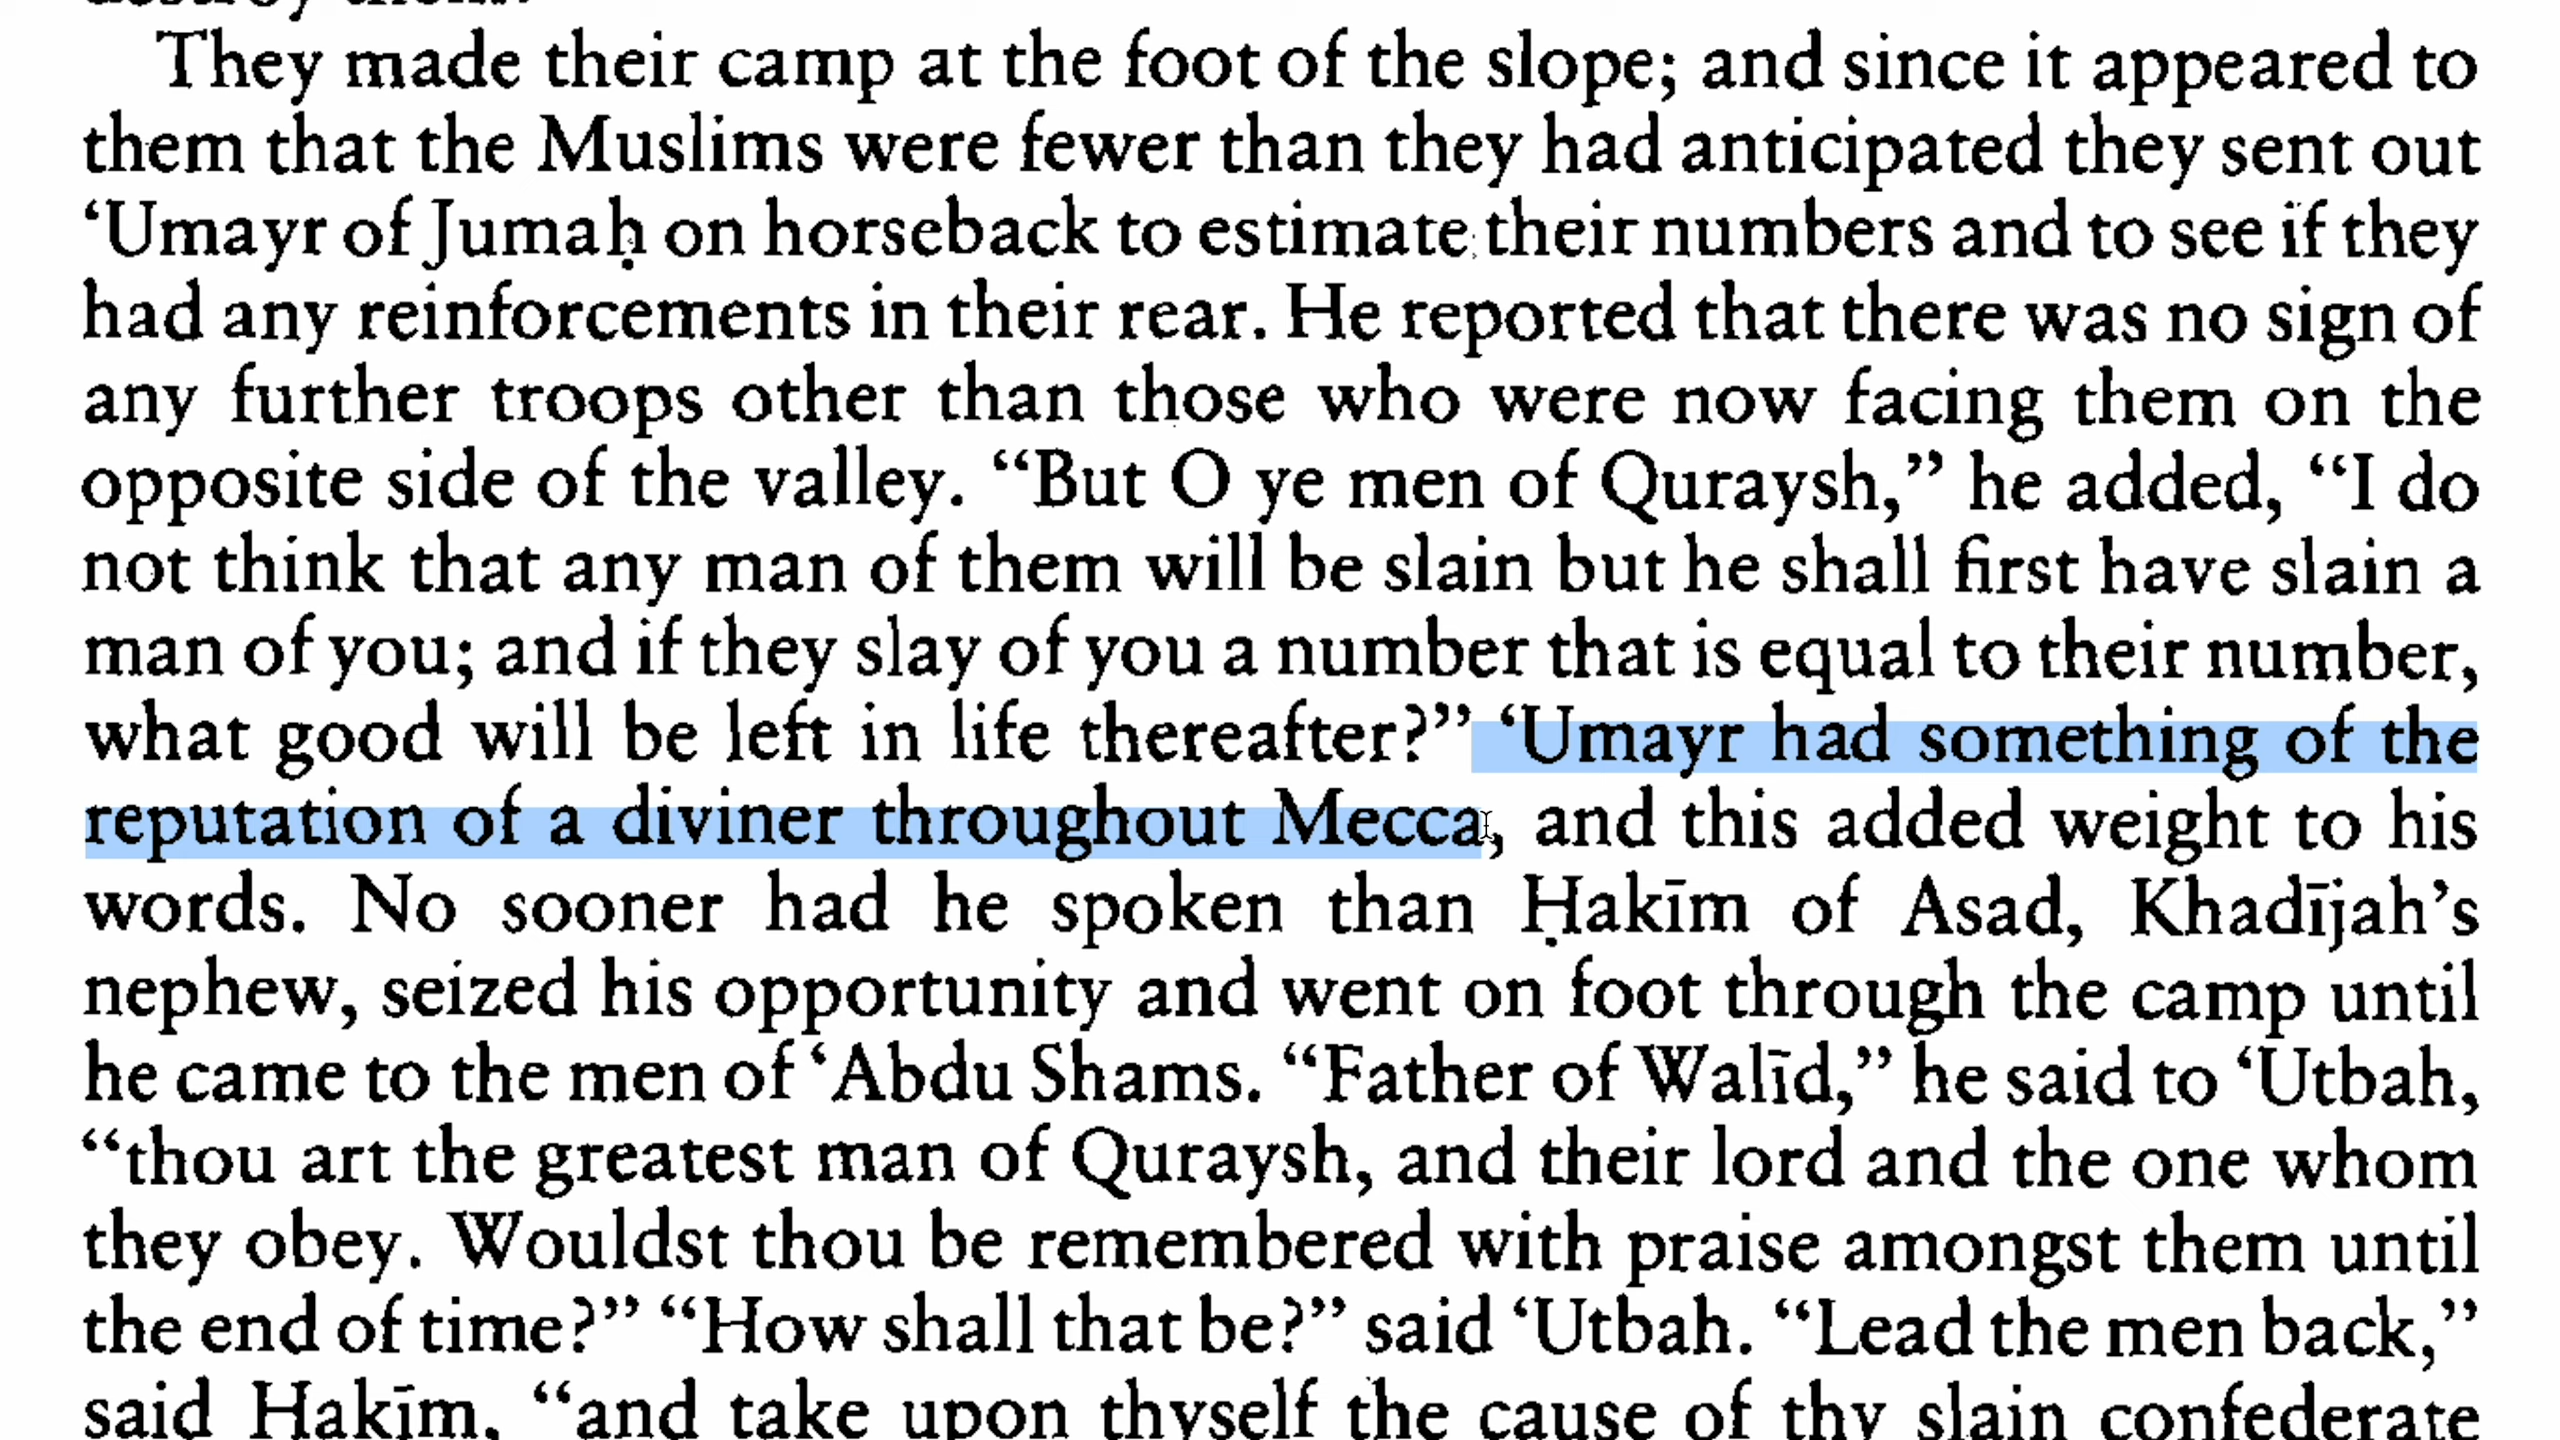 They made their camp at the foot of the slope; and since it appeared to
them that the Muslims were fewer than they had anticipated they sent out
‘Umayr of Jumaḥ on horseback to estimate their numbers and to see if they
had any reinforcements in their rear. He reported that there was no sign of
any further troops other than those who were now facing them on the
opposite side of the valley. “But O ye men of Quraysh,” he added, “I do
not think that any man of them will be slain but he shall first have slain a
man of you; and if they slay of you a number that is equal to their number,
what good will be left in life thereafter?” ‘Umayr had something of the
reputation of a diviner throughout Mecca, and this added weight to his
words. No sooner had he spoken than Ḥakīm of Asad, Khadījah’s
nephew, seized his opportunity and went on foot through the camp until
he came to the men of ‘Abdu Shams. “Father of Walīd,” he said to ‘Utbah,
“thou art the greatest man of Quraysh, and their lord and the one whom
they obey. Wouldst thou be remembered with praise amongst them until
the end of time?” “How shall that be?” said ‘Utbah. “Lead the men back,”
said Ḥakīm, “and take upon thyself the cause of thy slain confederate